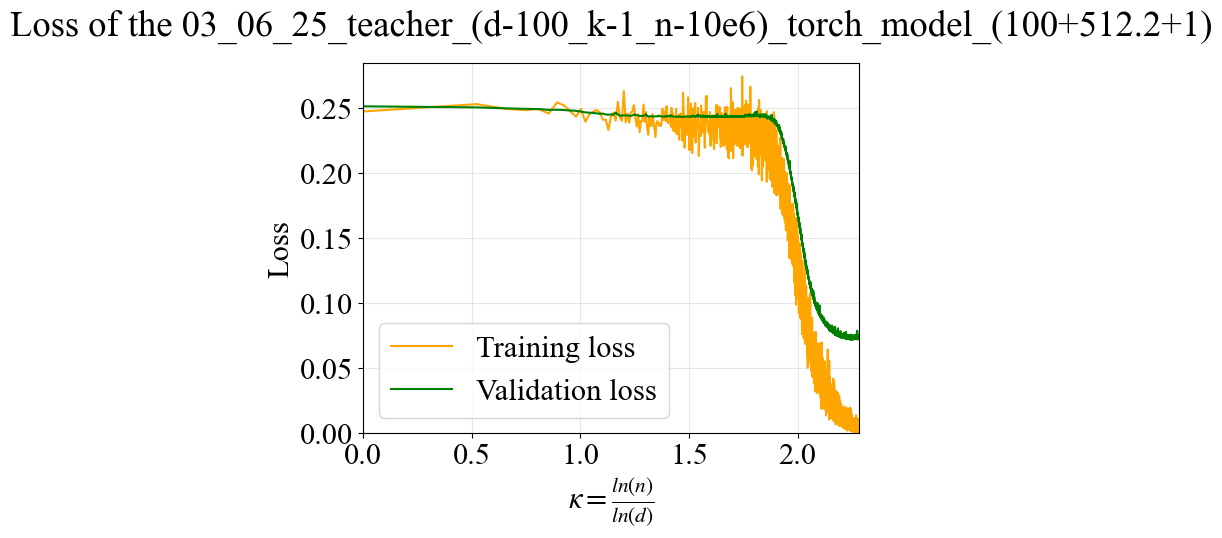 Loss of the 03_06_25_teacher_(d-100_k-1_n-10e6)_torch_model_(100+512.2+1)
Loss
0.25
0.20
0.15
0.10
0.05
0.00
Training loss
Validation loss
0.0 0.5 1.0 1.5 2.0
κ = ln(n)/ln(d)